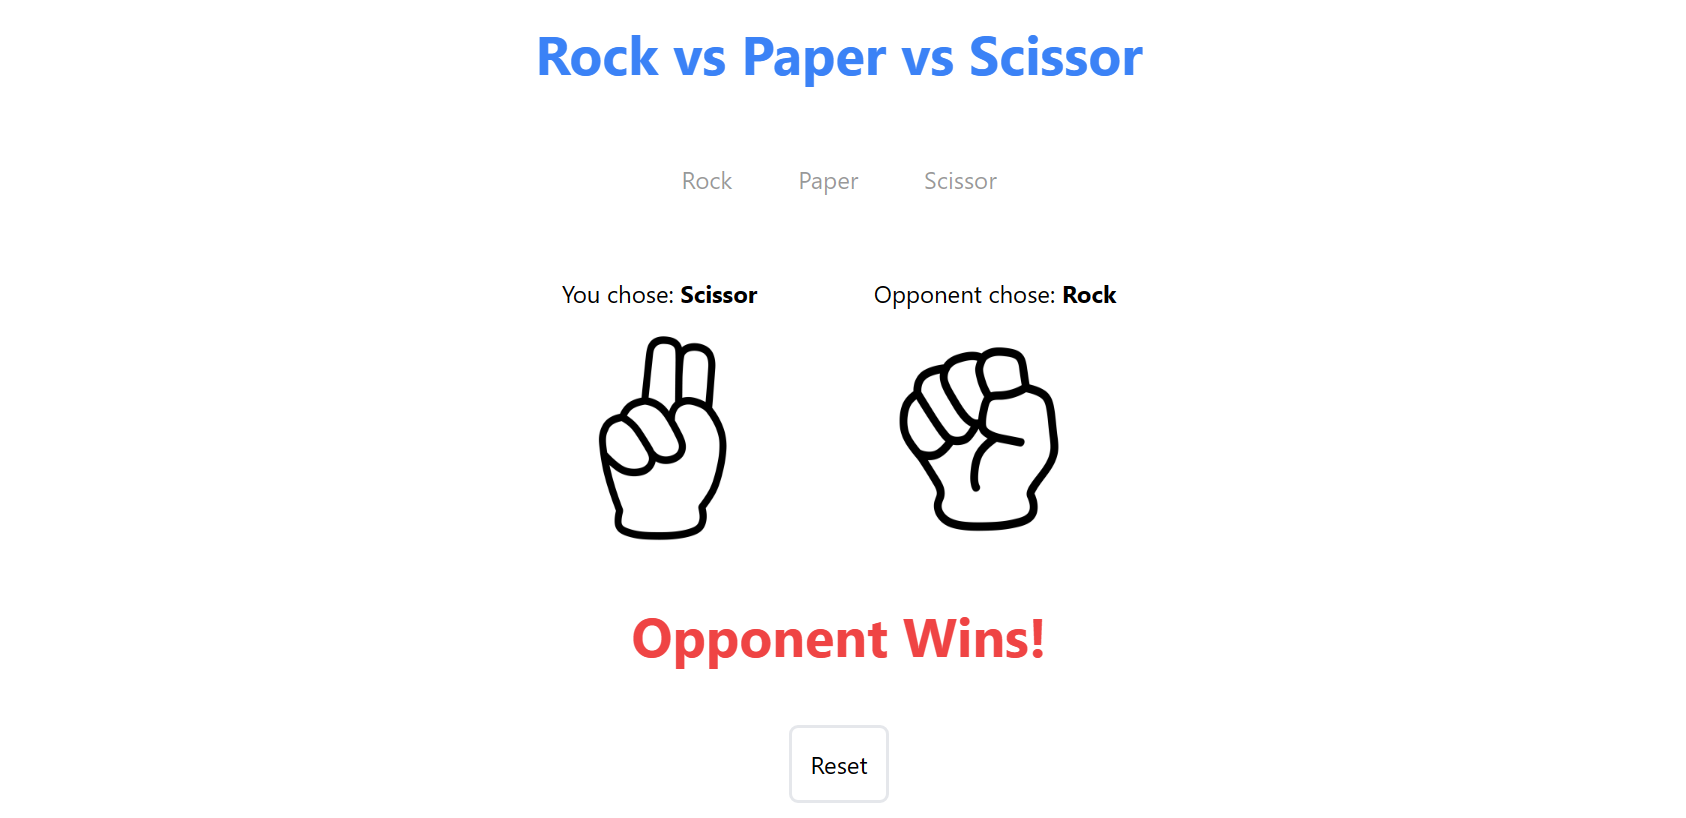 Rock vs Paper vs Scissor
Rock Paper Scissor
You chose: Scissor Opponent chose: Rock
Opponent Wins!
Reset